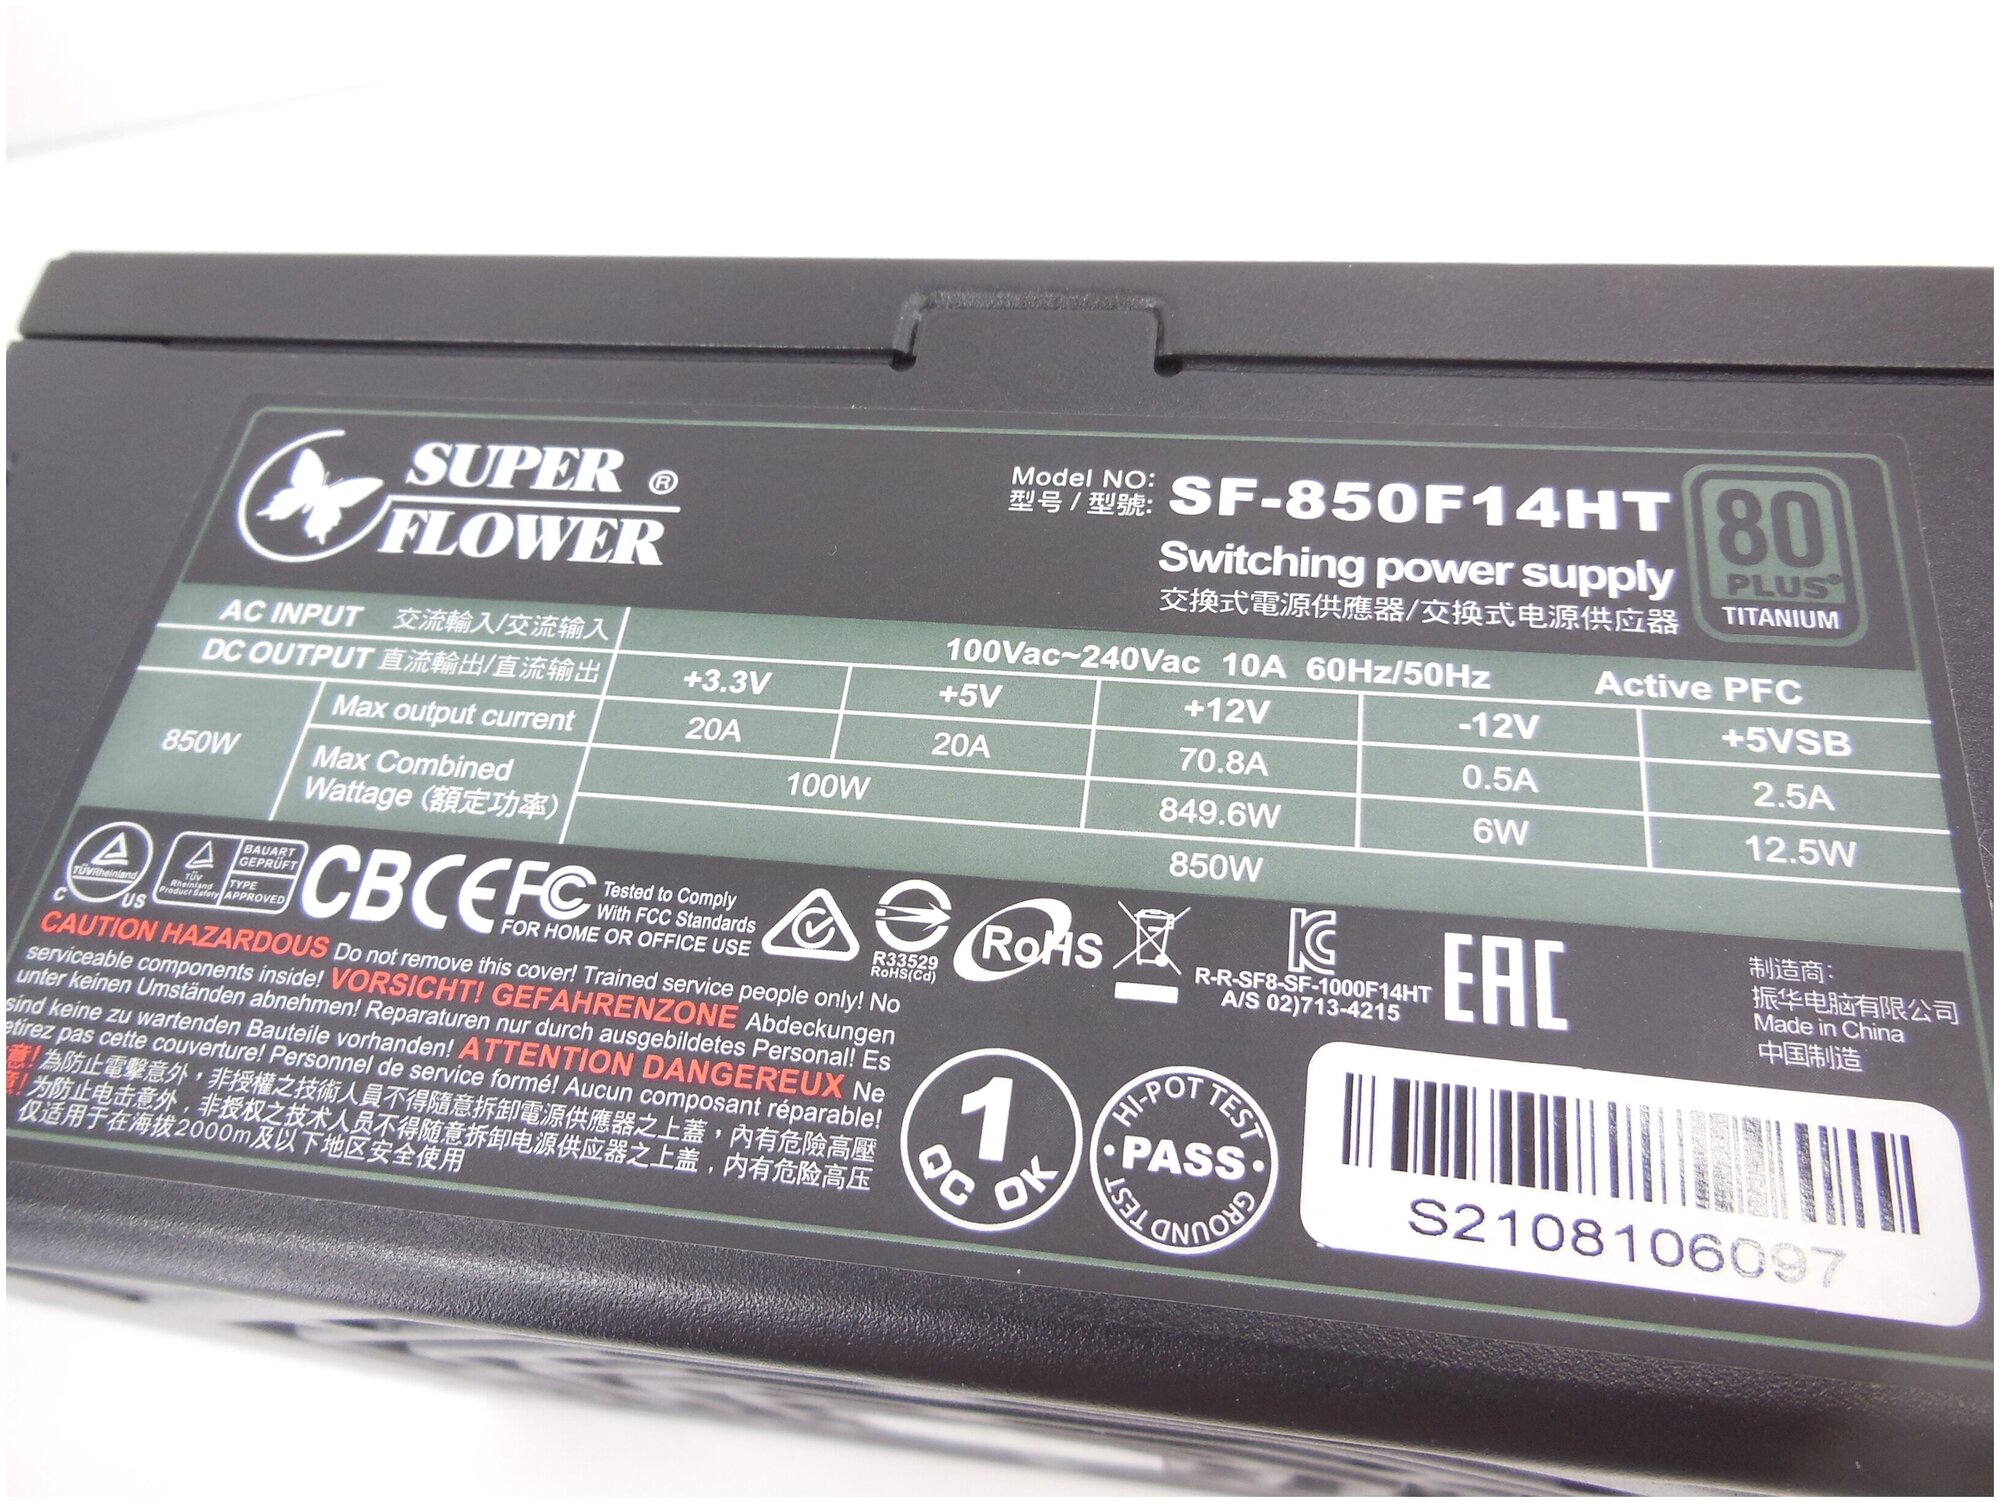 SUPER ®
FLOWER
Model NO:
型号 / 型號:
SF-850F14HT
Switching power supply
交換式電源供應器/交换式电源供应器
80
PLUS®
TITANIUM
AC INPUT 交流輸入/交流输入 100Vac~240Vac 10A 60Hz/50Hz Active PFC
DC OUTPUT 直流輸出/直流输出 +3.3V +5V +12V -12V +5VSB
850W
Max output current 20A 20A 70.8A 0.5A 2.5A
Max Combined
Wattage (額定功率)
100W 849.6W 6W 12.5W
850W
TÜVRheinland
C US
TÜV
Rheinland
Product Safety
BAUART
GEPRÜFT
TYPE
APPROVED
CB CE FC
Tested to Comply
With FCC Standards
FOR HOME OR OFFICE USE
R33529
RoHS(Cd)
RoHS
R-R-SF8-SF-1000F14HT
A/S 02)713-4215
EAC
制造商:
振华电脑有限公司
Made in China
中国制造
CAUTION HAZARDOUS Do not remove this cover! Trained service people only! No
serviceable components inside! VORSICHT! GEFAHRENZONE Abdeckungen
unter keinen Umständen abnehmen! Reparaturen nur durch ausgebildetes Personal! Es
sind keine zu wartenden Bauteile vorhanden! ATTENTION DANGEREUX Ne
etirez pas cette couverture! Personnel de service formé! Aucun composant réparable!
意! 為防止電擊意外，非授權之技術人員不得隨意拆卸電源供應器之上蓋，內有危險高壓
意! 为防止电击意外, 非授权之技术人员不得随意拆卸电源供应器之上盖, 内有危险高压
仅适用于在海拔2000m及以下地区安全使用
1
QC OK
HI-POT TEST
PASS
GROUND TEST
S2108106097